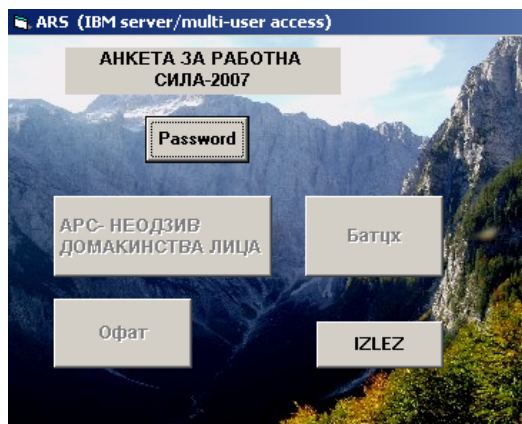 ARS (IBM server/multi-user access)
АНКЕТА ЗА РАБОТНА
СИЛА-2007
Password
АРС- НЕОДЗИВ
ДОМАКИНСТВА ЛИЦА
Батцх
Офат
IZLEZ